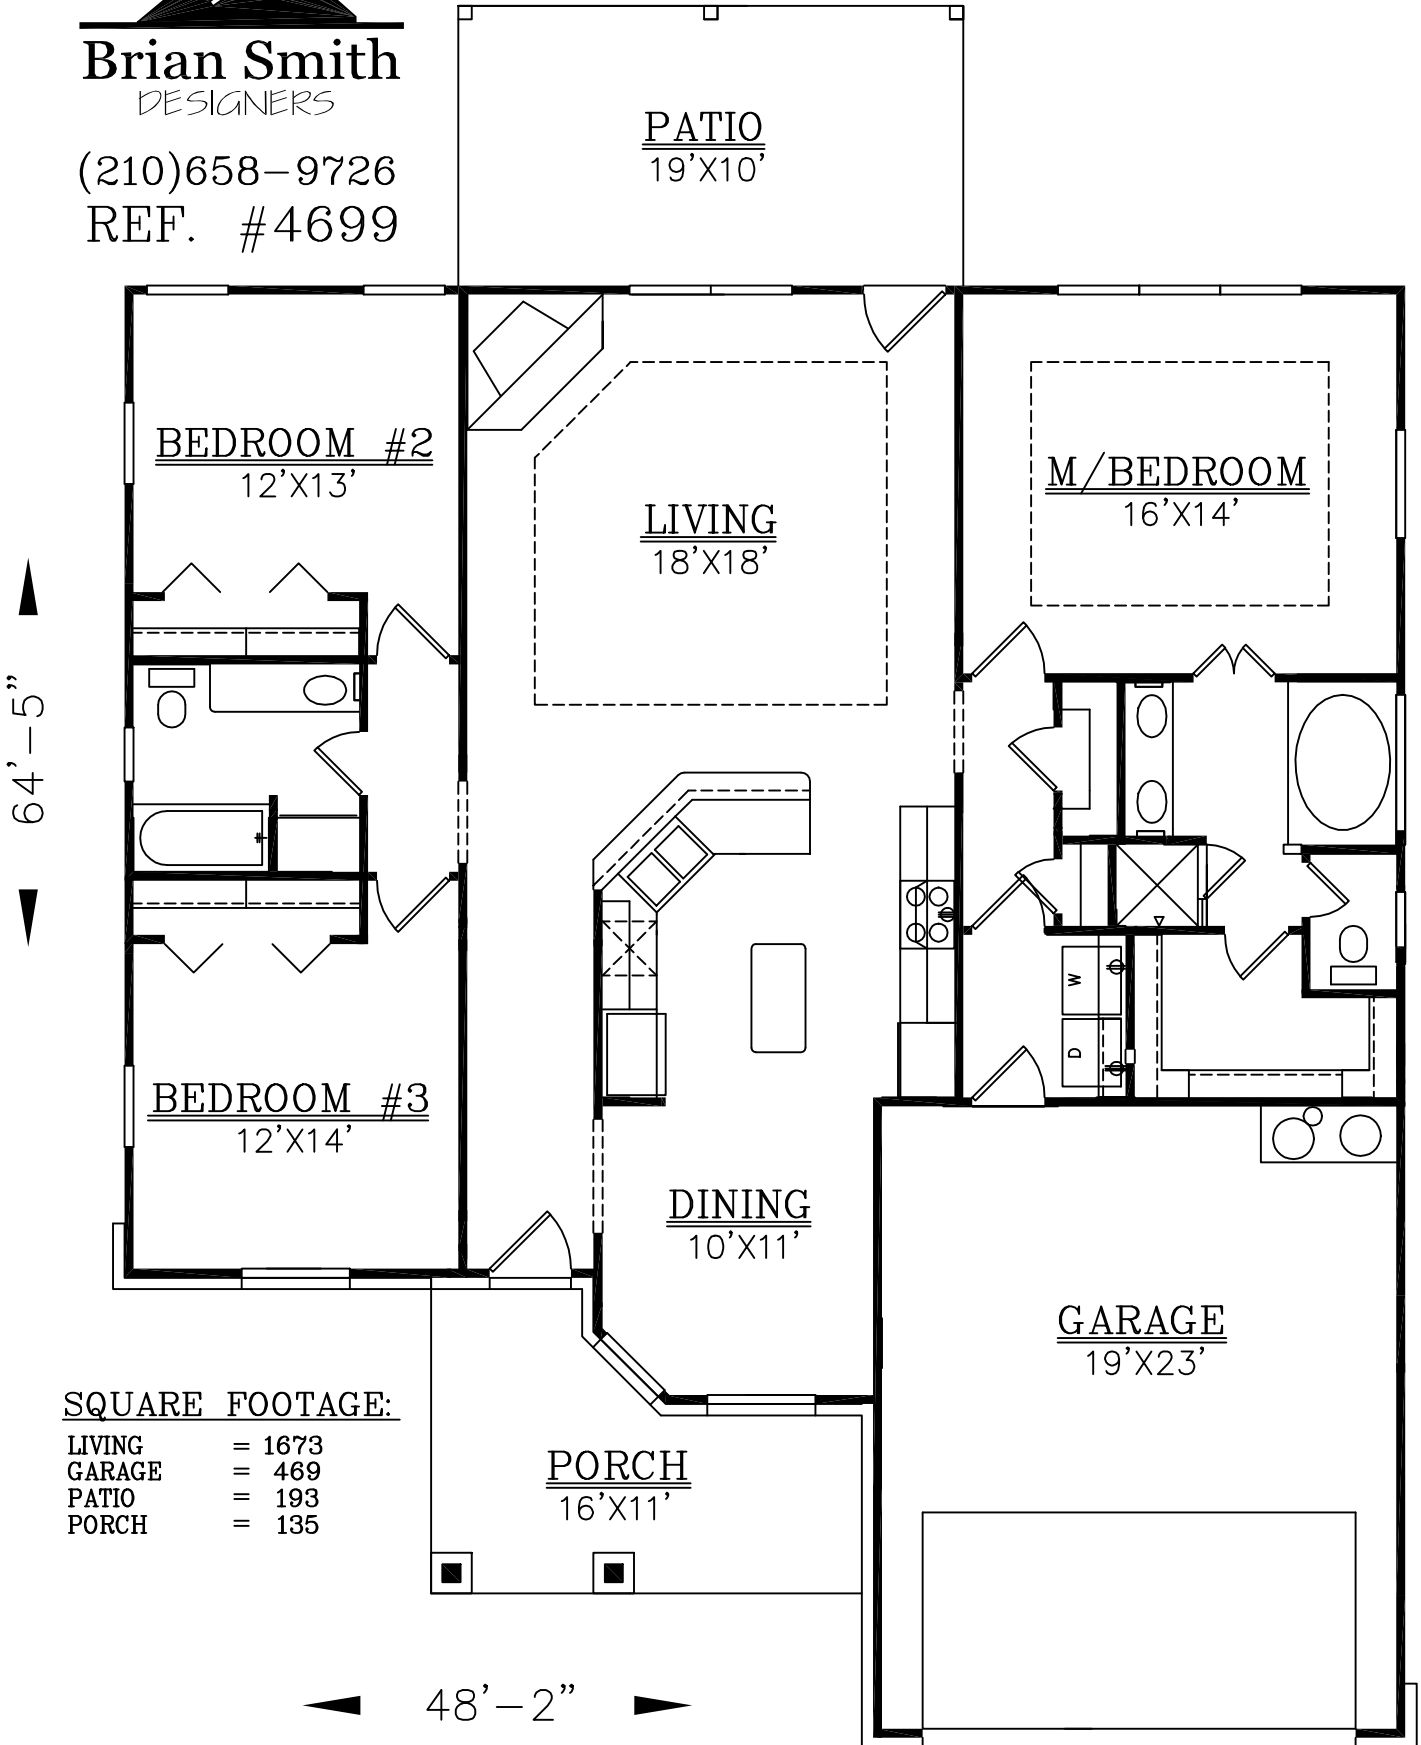 Brian Smith
DESIGNERS
(210)658-9726
REF. #4699
PATIO
19'X10'
BEDROOM #2
12'X13'
LIVING
18'X18'
M/BEDROOM
16'X14'
64'-5"
W
D
BEDROOM #3
12'X14'
DINING
10'X11'
GARAGE
19'X23'
SQUARE FOOTAGE:
LIVING = 1673
GARAGE = 469
PATIO = 193
PORCH = 135
PORCH
16'X11'
48'-2"